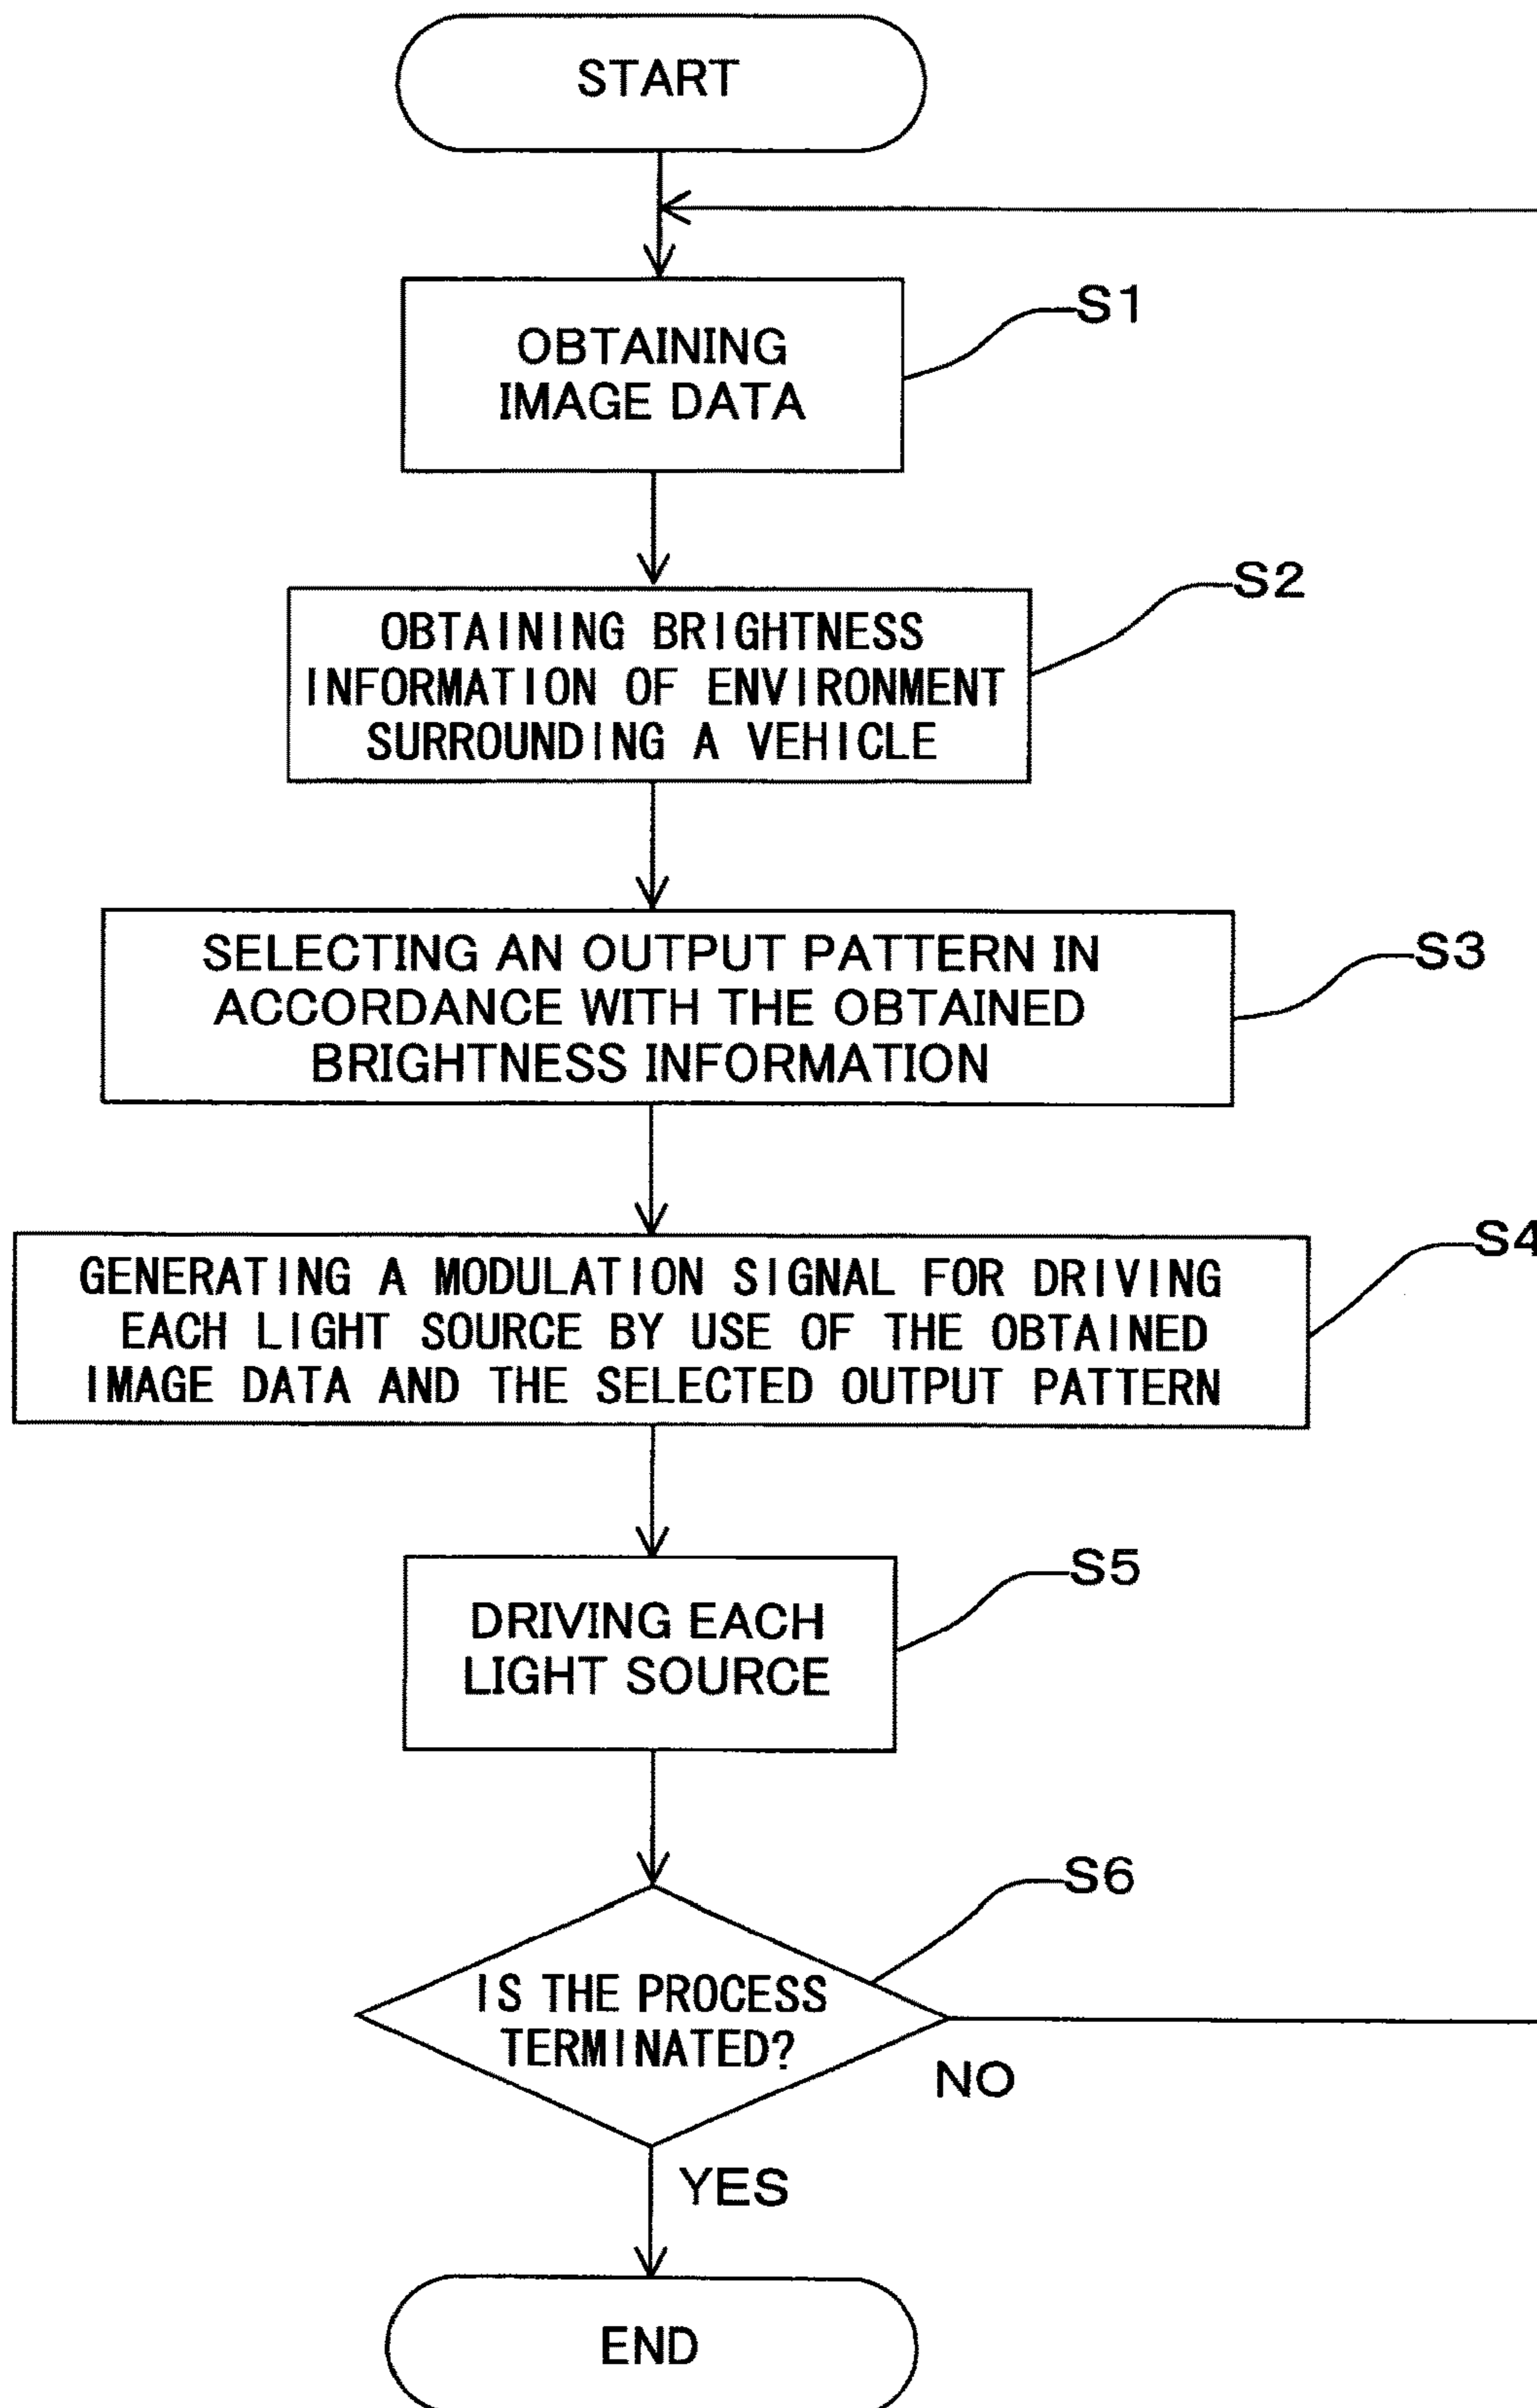 START
OBTAINING
IMAGE DATA
S1
OBTAINING BRIGHTNESS
INFORMATION OF ENVIRONMENT
SURROUNDING A VEHICLE
S2
SELECTING AN OUTPUT PATTERN IN
ACCORDANCE WITH THE OBTAINED
BRIGHTNESS INFORMATION
S3
GENERATING A MODULATION SIGNAL FOR DRIVING
EACH LIGHT SOURCE BY USE OF THE OBTAINED
IMAGE DATA AND THE SELECTED OUTPUT PATTERN
S4
DRIVING EACH
LIGHT SOURCE
S5
IS THE PROCESS
TERMINATED?
S6
NO
YES
END